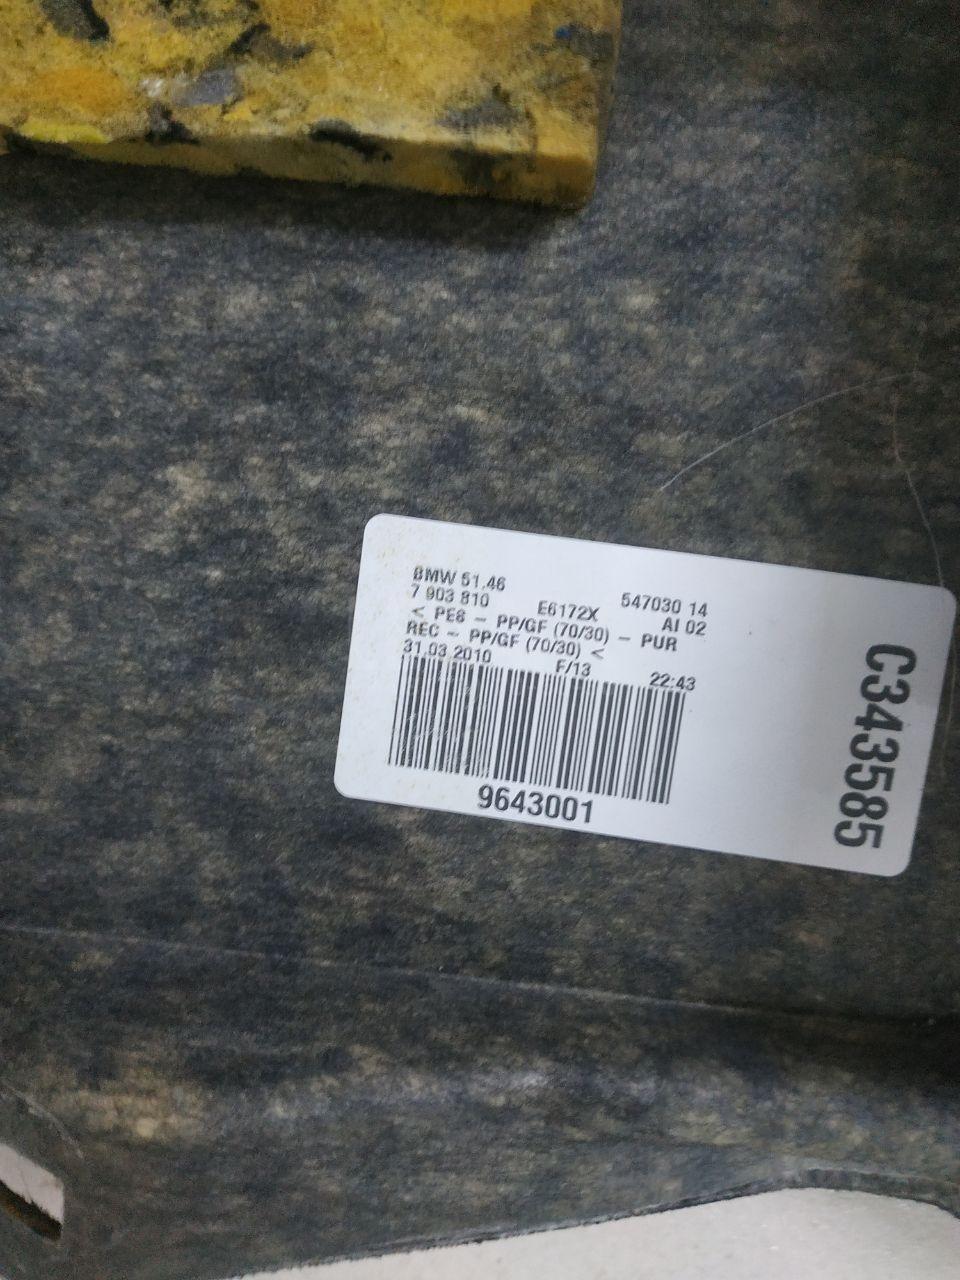 BMW 51.46
7 903 810 E6172X 547030 14
AI 02
< PES - PP/GF (70/30) - PUR
REC - PP/GF (70/30) <
31.03.2010 F/13 22:43
9643001
C343585